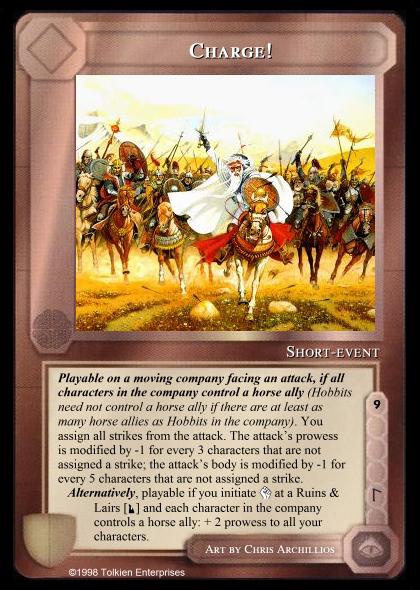 CHARGE!
SHORT-EVENT
Playable on a moving company facing an attack, if all
characters in the company control a horse ally (Hobbits
need not control a horse ally if there are at least as
many horse allies as Hobbits in the company). You
assign all strikes from the attack. The attack's prowess
is modified by -1 for every 3 characters that are not
assigned a strike; the attack's body is modified by -1 for
every 5 characters that are not assigned a strike.
Alternatively, playable if you initiate at a Ruins &
Lairs [ ] and each character in the company
controls a horse ally: + 2 prowess to all your
characters.
9
ART BY CHRIS ARCHILLIOS
©1998 Tolkien Enterprises